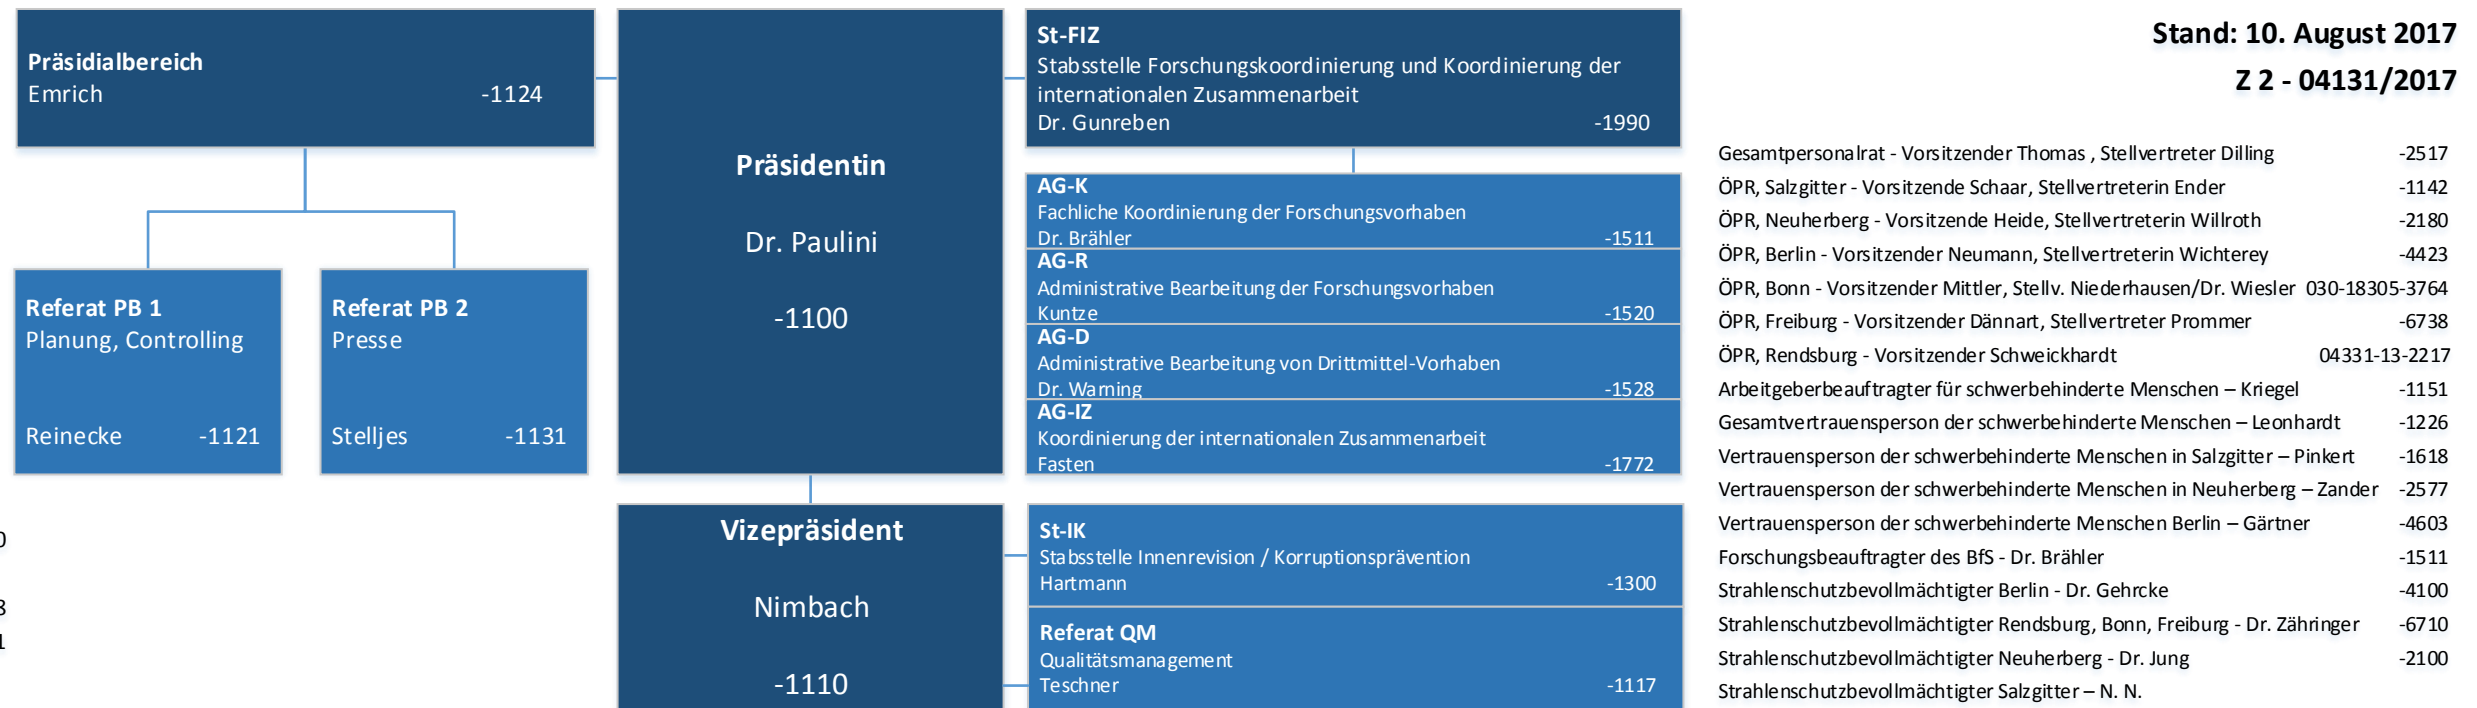 Präsidialbereich
Emrich -1124
Referat PB 1
Planung, Controlling
Reinecke -1121
Referat PB 2
Presse
Stelljes -1131
0
8
1
Präsidentin
Dr. Paulini
-1100
Vizepräsident
Nimbach
-1110
St-FIZ
Stabsstelle Forschungskoordinierung und Koordinierung der
internationalen Zusammenarbeit
Dr. Gunreben -1990
AG-K
Fachliche Koordinierung der Forschungsvorhaben
Dr. Brähler -1511
AG-R
Administrative Bearbeitung der Forschungsvorhaben
Kuntze -1520
AG-D
Administrative Bearbeitung von Drittmittel-Vorhaben
Dr. Warning -1528
AG-IZ
Koordinierung der internationalen Zusammenarbeit
Fasten -1772
St-IK
Stabsstelle Innenrevision / Korruptionsprävention
Hartmann -1300
Referat QM
Qualitätsmanagement
Teschner -1117
Stand: 10. August 2017
Z 2 - 04131/2017
Gesamtpersonalrat - Vorsitzender Thomas , Stellvertreter Dilling -2517
ÖPR, Salzgitter - Vorsitzende Schaar, Stellvertreterin Ender -1142
ÖPR, Neuherberg - Vorsitzende Heide, Stellvertreterin Willroth -2180
ÖPR, Berlin - Vorsitzender Neumann, Stellvertreterin Wichterey -4423
ÖPR, Bonn - Vorsitzender Mittler, Stellv. Niederhausen/Dr. Wiesler 030-18305-3764
ÖPR, Freiburg - Vorsitzender Dännart, Stellvertreter Prommer -6738
ÖPR, Rendsburg - Vorsitzender Schweickhardt 04331-13-2217
Arbeitgeberbeauftragter für schwerbehinderte Menschen – Kriegel -1151
Gesamtvertrauensperson der schwerbehinderte Menschen – Leonhardt -1226
Vertrauensperson der schwerbehinderte Menschen in Salzgitter – Pinkert -1618
Vertrauensperson der schwerbehinderte Menschen in Neuherberg – Zander -2577
Vertrauensperson der schwerbehinderte Menschen Berlin – Gärtner -4603
Forschungsbeauftragter des BfS - Dr. Brähler -1511
Strahlenschutzbevollmächtigter Berlin - Dr. Gehrcke -4100
Strahlenschutzbevollmächtigter Rendsburg, Bonn, Freiburg - Dr. Zähringer -6710
Strahlenschutzbevollmächtigter Neuherberg - Dr. Jung -2100
Strahlenschutzbevollmächtigter Salzgitter – N. N.